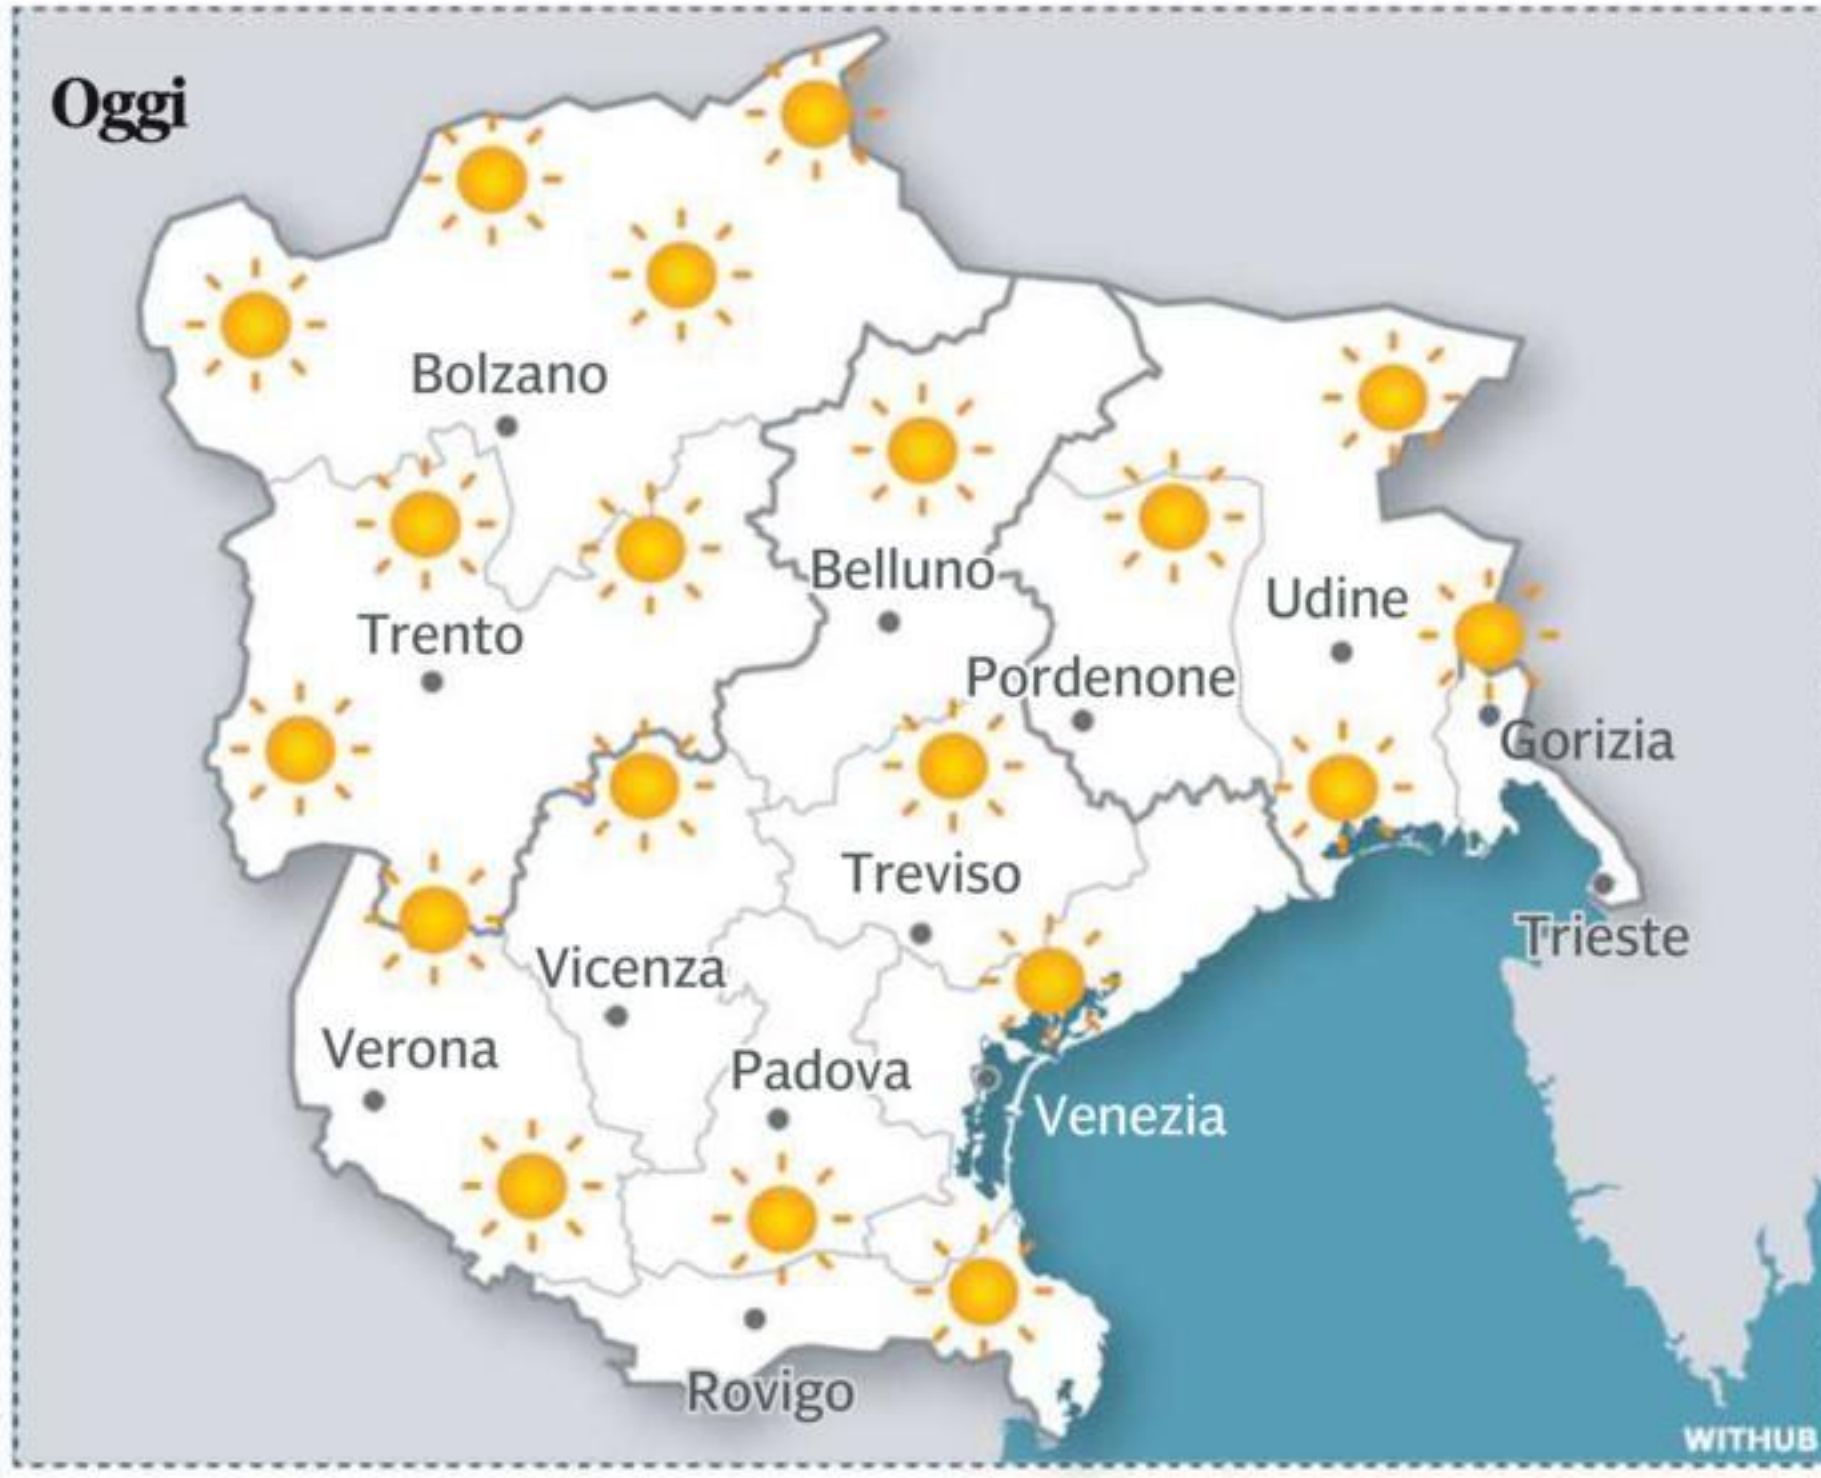 Oggi
Bolzano
Belluno
Udine
Trento
Pordenone
Gorizia
Treviso
Trieste
Vicenza
Verona
Padova
Venezia
Rovigo
WITHUB